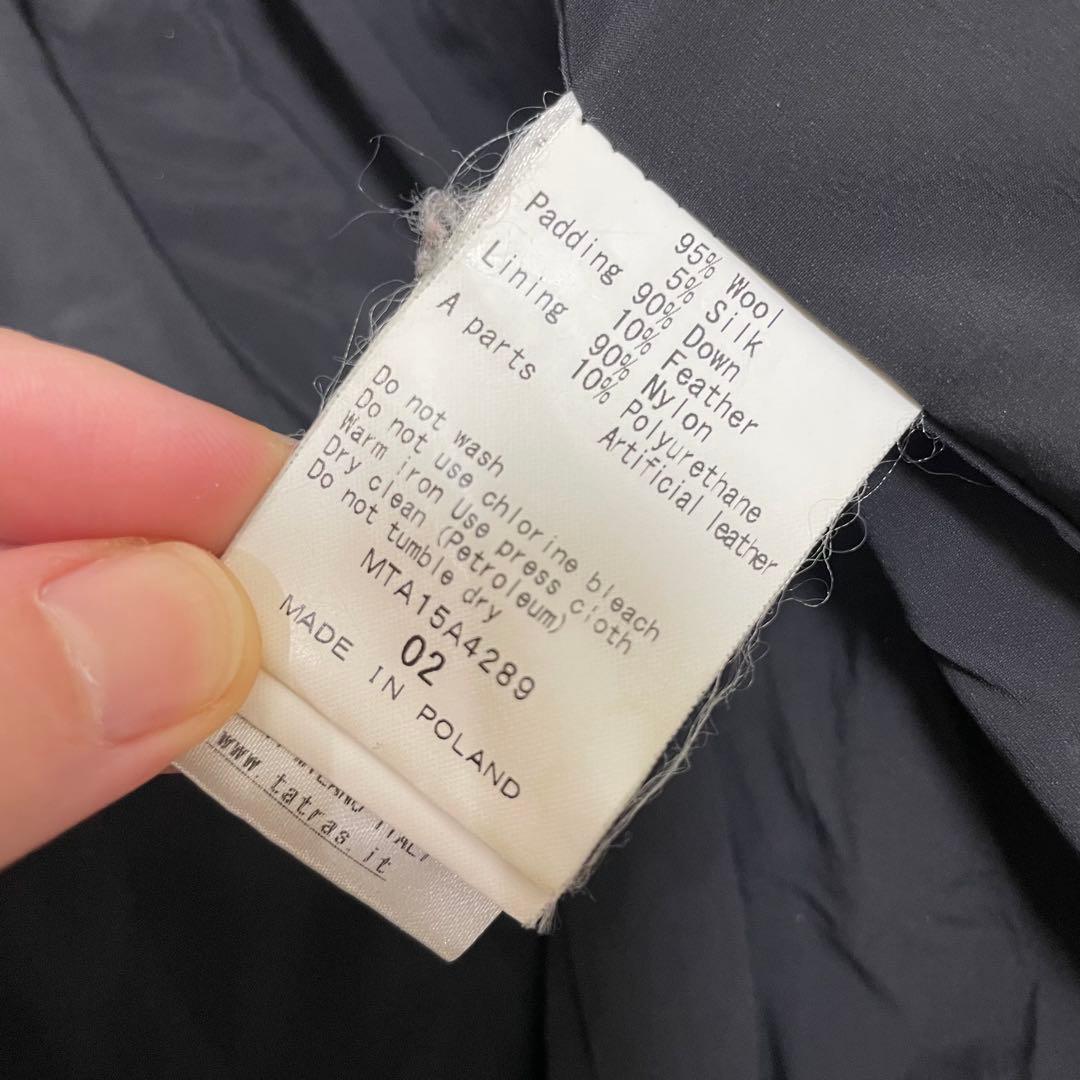 95% Wool
5% Silk
Padding 90% Down
10% Feather
Lining 90% Nylon
10% Polyurethane
A parts Artificial leather
Do not wash
Do not use chlorine bleach
Warm iron Use press cloth
Dry clean (Petroleum)
Do not tumble dry
MTA15A4289
02
MADE IN POLAND
ITALY
www.tatras.it